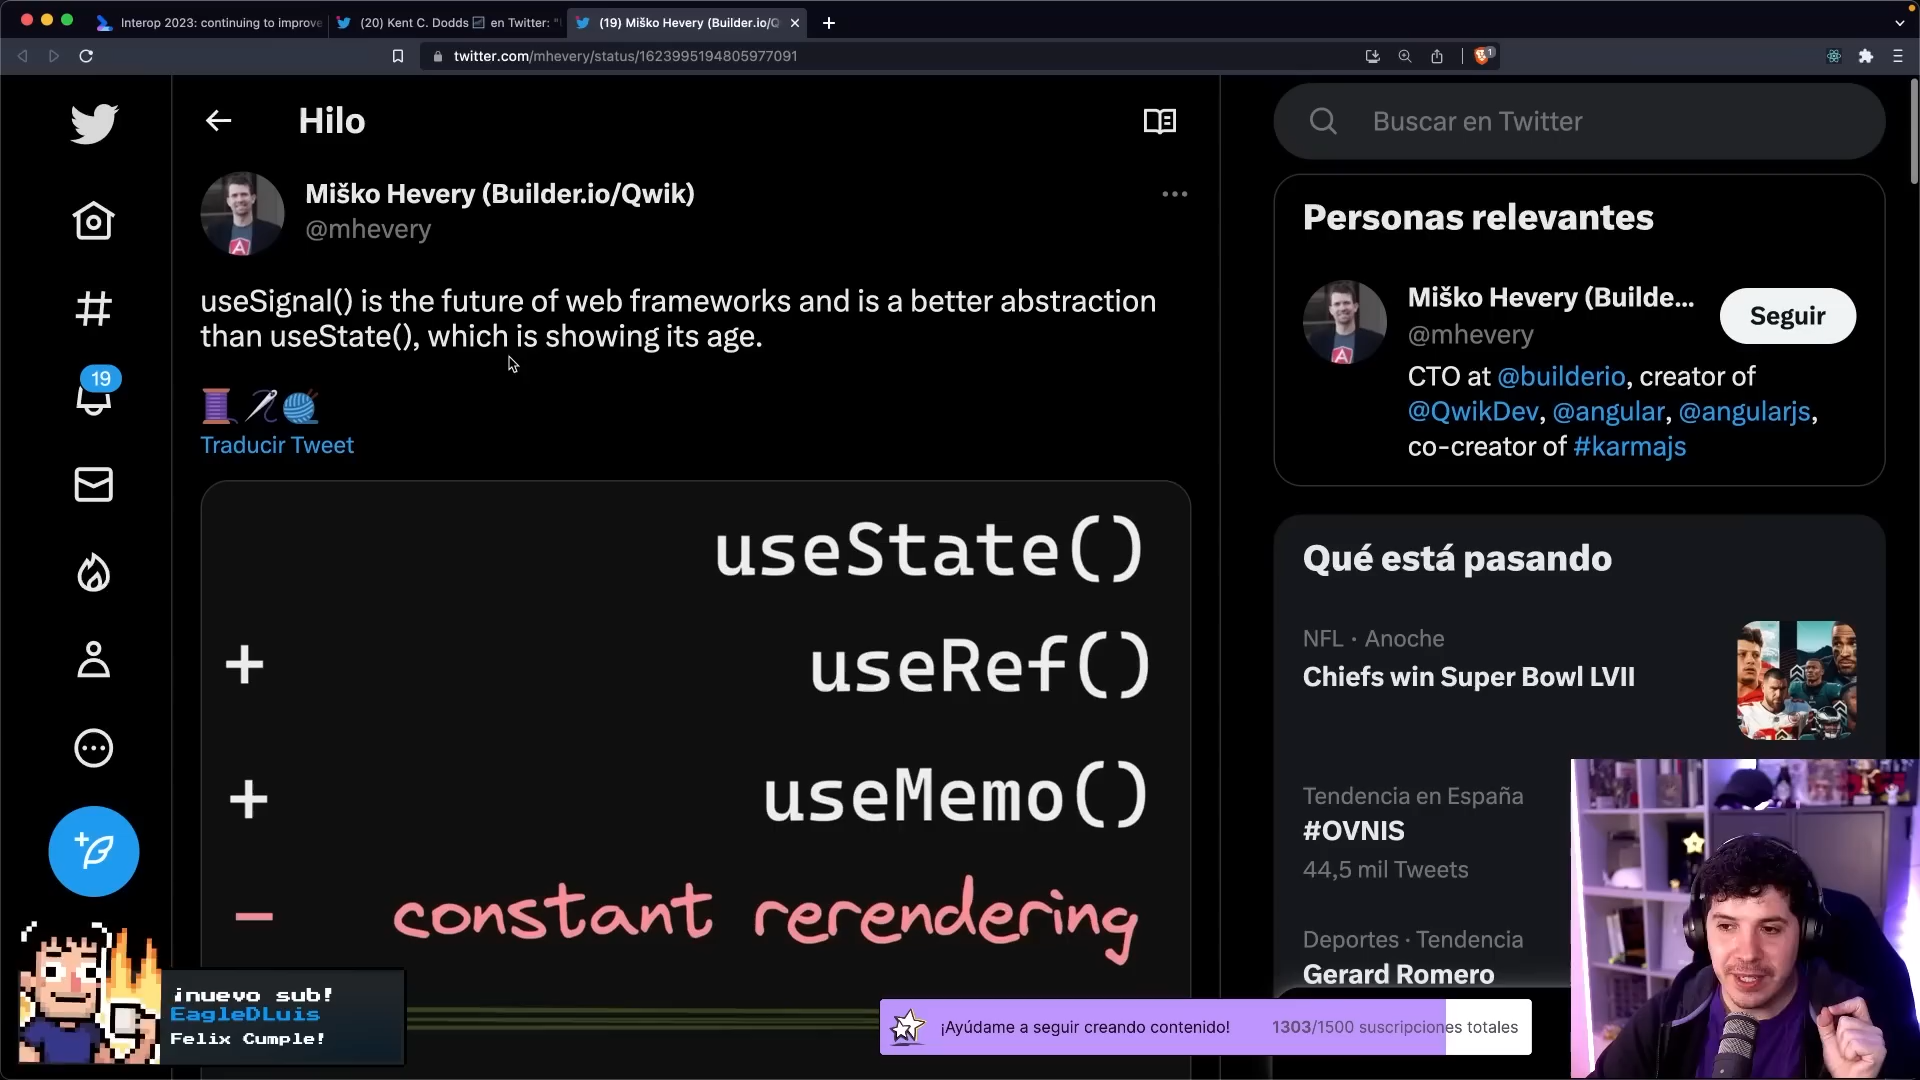 Interop 2023: continuing to improve
(20) Kent C. Dodds en Twitter: "
(19) Miško Hevery (Builder.io/Q
twitter.com/mhevery/status/1623995194805977091
1
Hilo
Buscar en Twitter
Miško Hevery (Builder.io/Qwik)
@mhevery
useSignal() is the future of web frameworks and is a better abstraction
than useState(), which is showing its age.
Traducir Tweet
19
useState()
+ useRef()
+ useMemo()
− constant rerendering
Personas relevantes
Miško Hevery (Builde...
@mhevery
Seguir
CTO at @builderio, creator of
@QwikDev, @angular, @angularjs,
co-creator of #karmajs
Qué está pasando
NFL · Anoche
Chiefs win Super Bowl LVII
Tendencia en España
#OVNIS
44,5 mil Tweets
Deportes · Tendencia
Gerard Romero
¡nuevo sub!
EagleDLuis
Felix Cumple!
¡Ayúdame a seguir creando contenido!
1303/1500 suscripciones totales